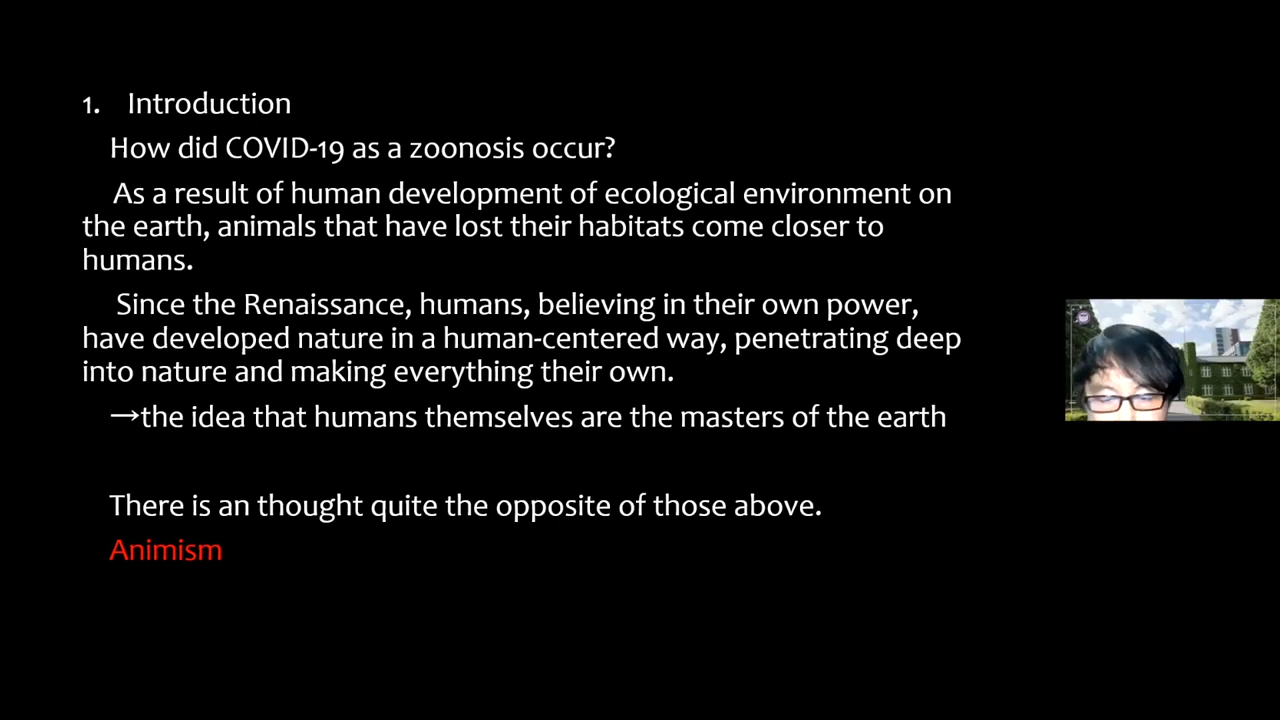 1. Introduction
How did COVID-19 as a zoonosis occur?
As a result of human development of ecological environment on
the earth, animals that have lost their habitats come closer to
humans.
Since the Renaissance, humans, believing in their own power,
have developed nature in a human-centered way, penetrating deep
into nature and making everything their own.
→the idea that humans themselves are the masters of the earth
There is an thought quite the opposite of those above.
Animism